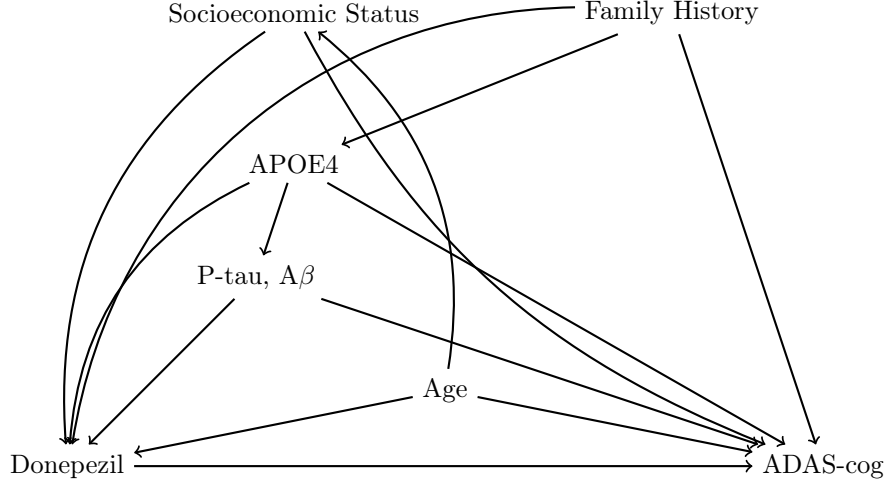 Socioeconomic Status
Family History
APOE4
P-tau, Aβ
Age
Donepezil
ADAS-cog